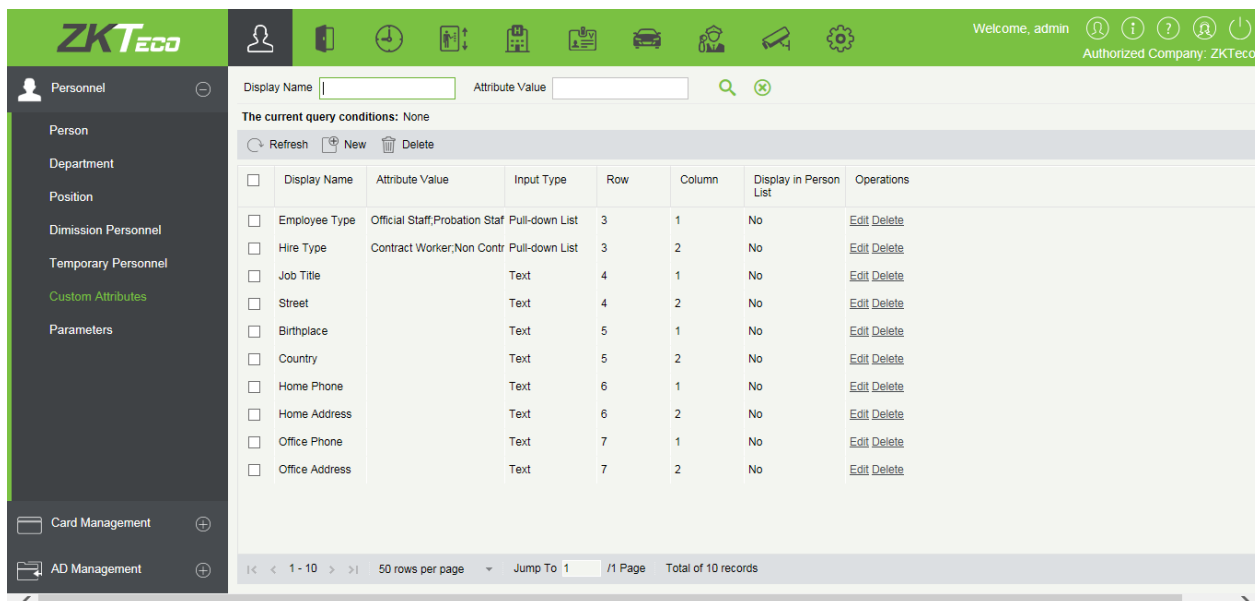 ZKTeco
Welcome, admin
Authorized Company: ZKTeco
Personnel
Person
Department
Position
Dimission Personnel
Temporary Personnel
Custom Attributes
Parameters
Card Management
AD Management
Display Name Attribute Value
The current query conditions: None
Refresh New Delete
Display Name Attribute Value Input Type Row Column Display in Person List Operations
Employee Type Official Staff;Probation Staf Pull-down List 3 1 No Edit Delete
Hire Type Contract Worker;Non Contr Pull-down List 3 2 No Edit Delete
Job Title Text 4 1 No Edit Delete
Street Text 4 2 No Edit Delete
Birthplace Text 5 1 No Edit Delete
Country Text 5 2 No Edit Delete
Home Phone Text 6 1 No Edit Delete
Home Address Text 6 2 No Edit Delete
Office Phone Text 7 1 No Edit Delete
Office Address Text 7 2 No Edit Delete
|< < 1 - 10 > >| 50 rows per page Jump To 1 /1 Page Total of 10 records